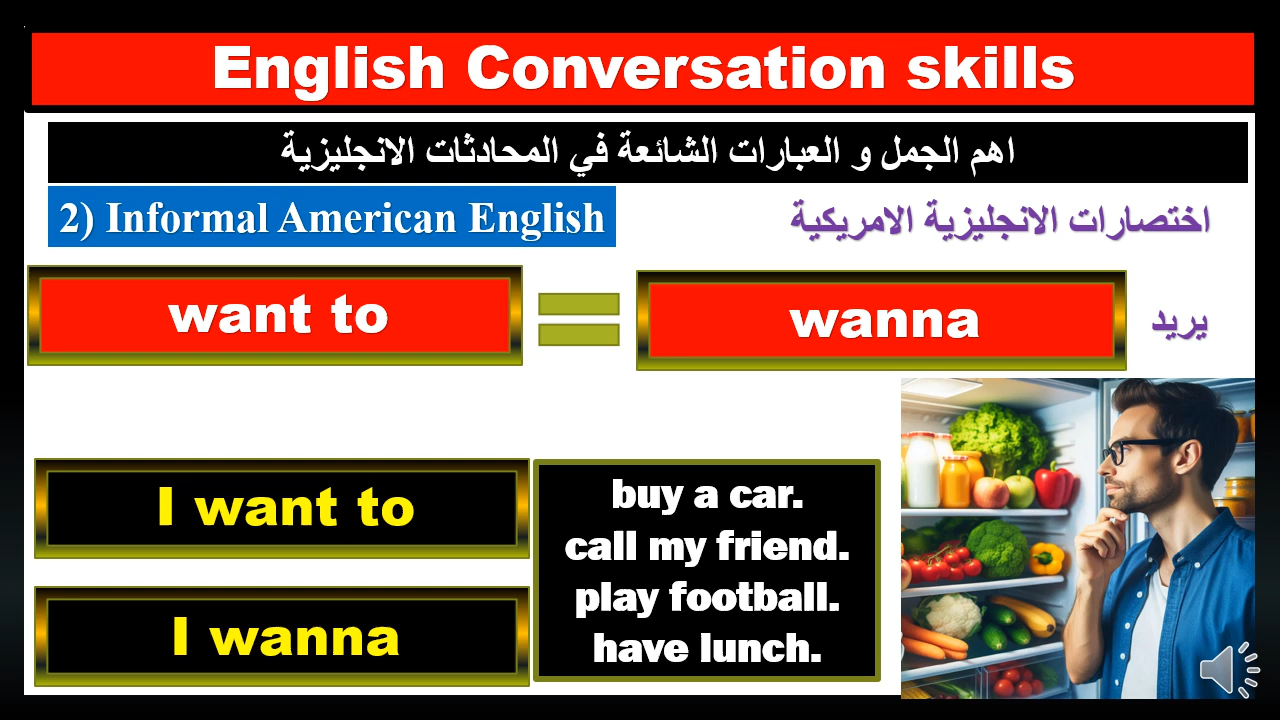 English Conversation skills
اهم الجمل و العبارات الشائعة في المحادثات الانجليزية
2) Informal American English
اختصارات الانجليزية الامريكية
want to
wanna
يريد
I want to
I wanna
buy a car.
call my friend.
play football.
have lunch.